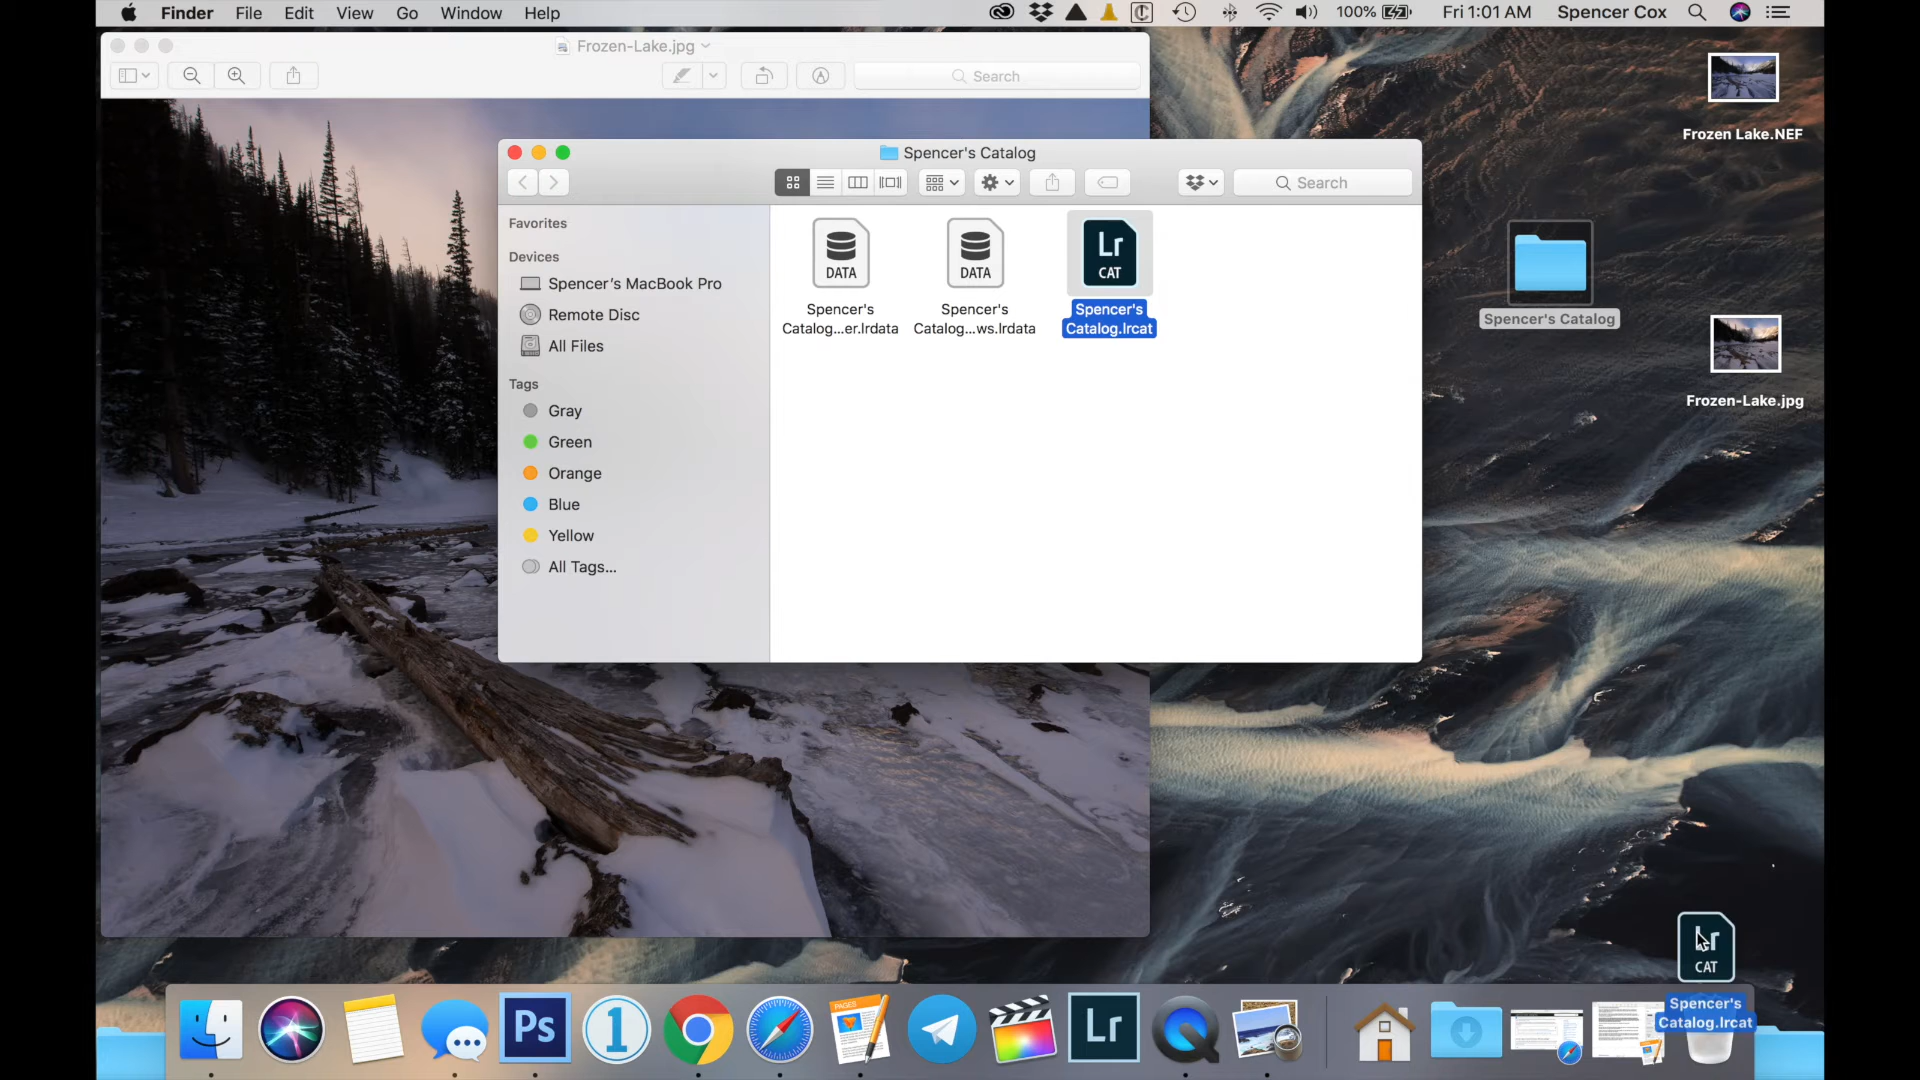 Finder File Edit View Go Window Help 100% Fri 1:01 AM Spencer Cox
Frozen-Lake.jpg
Search
Frozen Lake.NEF
Spencer's Catalog
Search
Favorites
Devices
Spencer’s MacBook Pro
Remote Disc
All Files
Tags
Gray
Green
Orange
Blue
Yellow
All Tags...
DATA
Spencer's
Catalog...er.lrdata
DATA
Spencer's
Catalog...ws.lrdata
Lr
CAT
Spencer's
Catalog.lrcat
Spencer's Catalog
Frozen-Lake.jpg
Lr
CAT
Spencer's
Catalog.lrcat
Ps
1
PAGES
Lr